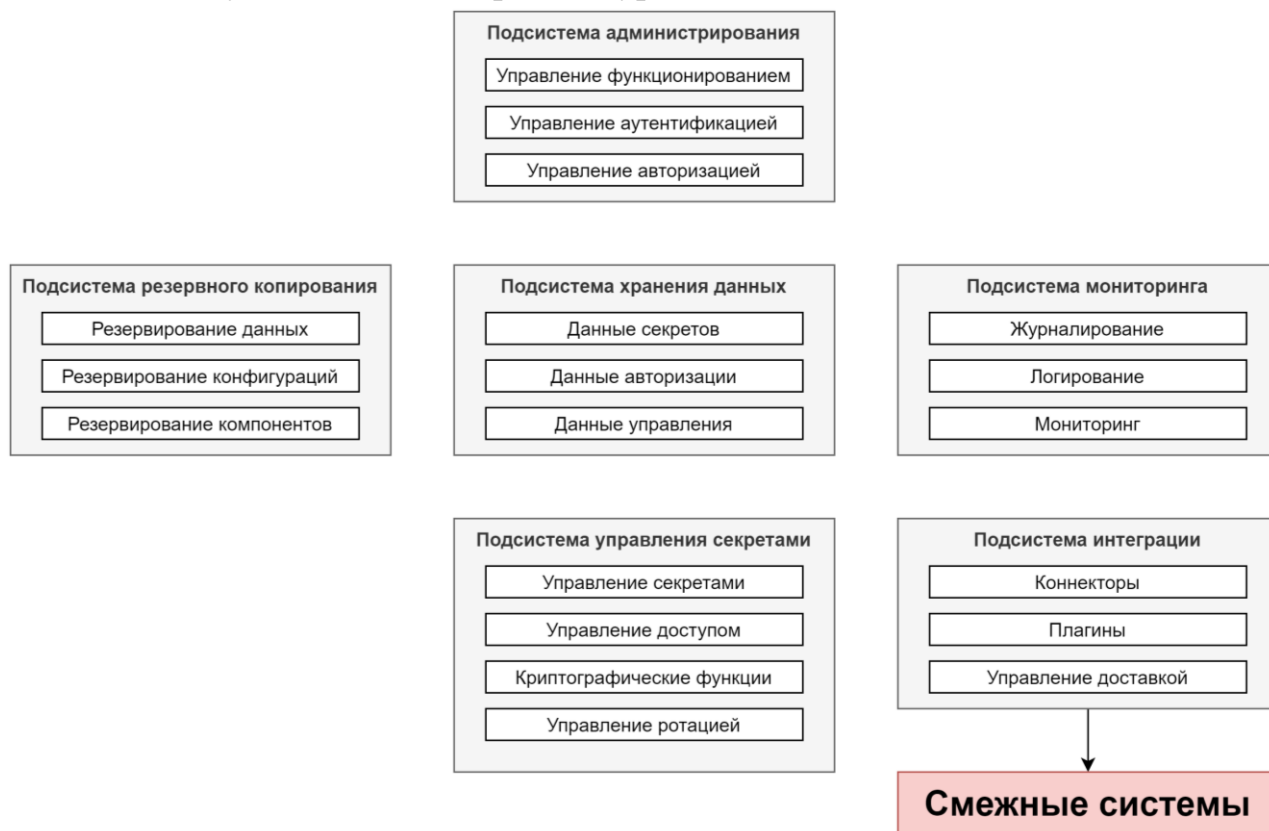 Подсистема администрирования
Управление функционированием
Управление аутентификацией
Управление авторизацией
Подсистема резервного копирования
Резервирование данных
Резервирование конфигураций
Резервирование компонентов
Подсистема хранения данных
Данные секретов
Данные авторизации
Данные управления
Подсистема мониторинга
Журналирование
Логирование
Мониторинг
Подсистема управления секретами
Управление секретами
Управление доступом
Криптографические функции
Управление ротацией
Подсистема интеграции
Коннекторы
Плагины
Управление доставкой
Смежные системы